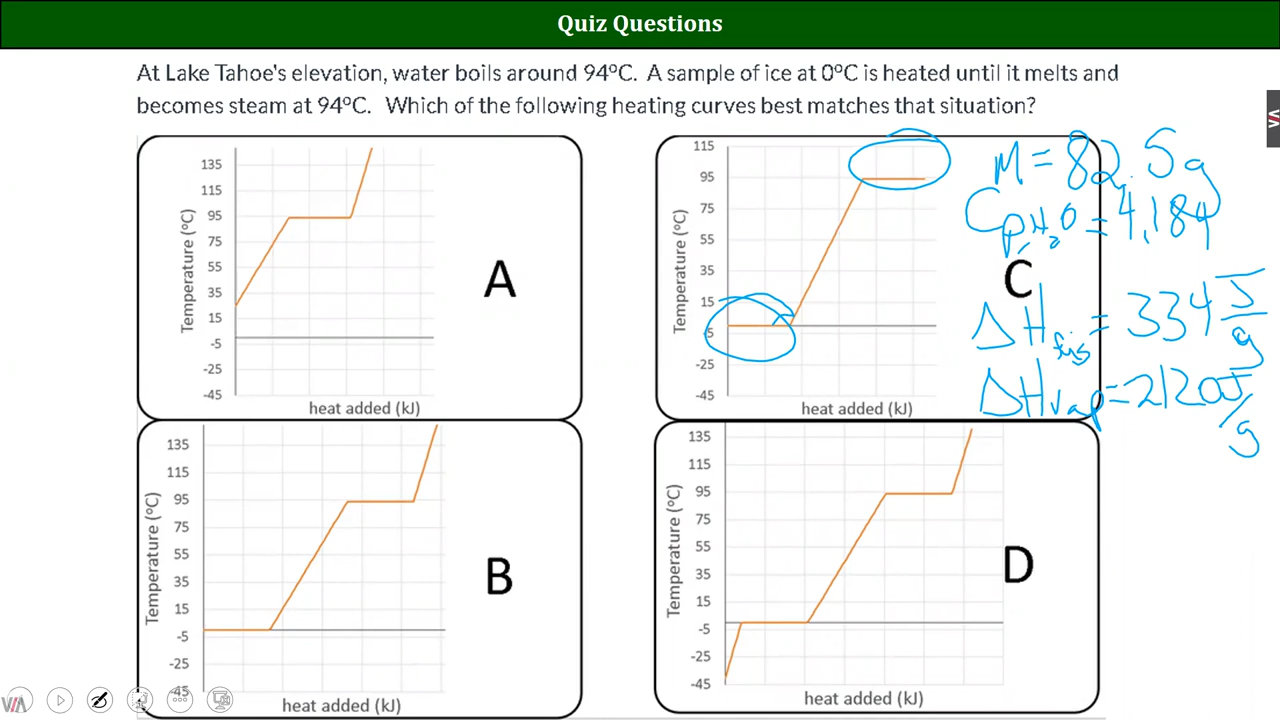 Quiz Questions
At Lake Tahoe's elevation, water boils around 94°C. A sample of ice at 0°C is heated until it melts and
becomes steam at 94°C. Which of the following heating curves best matches that situation?
135
115
95
75
55
35
15
-5
-25
-45
Temperature (°C)
heat added (kJ)
A
115
95
75
55
35
15
-5
-25
-45
Temperature (°C)
heat added (kJ)
C
M = 82.5g
CpH₂O = 4.184
ΔHfus = 334 J/g
ΔHvap = 2120 J/g
135
115
95
75
55
35
15
-5
-25
-45
Temperature (°C)
heat added (kJ)
B
135
115
95
75
55
35
15
-5
-25
-45
Temperature (°C)
heat added (kJ)
D
VIA